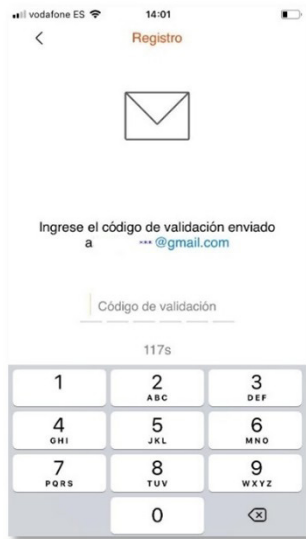 vodafone ES 14:01
Registro
Ingrese el código de validación enviado
a *** @gmail.com
Código de validación
117s
1 2 3
ABC DEF
4 5 6
GHI JKL MNO
7 8 9
PQRS TUV WXYZ
0